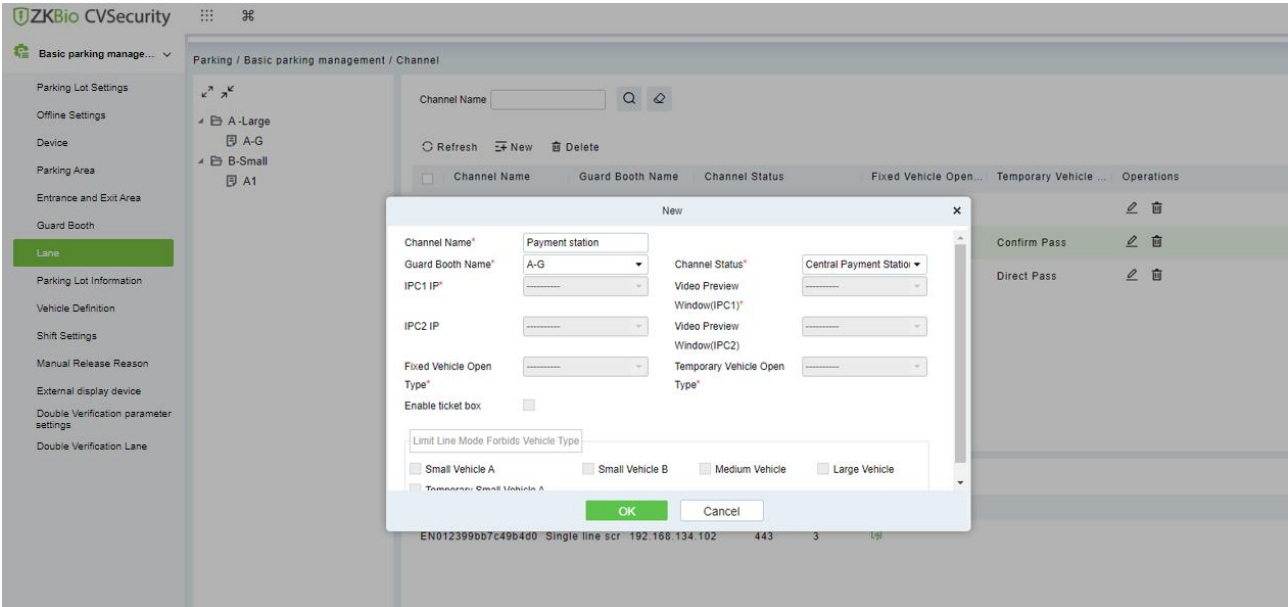 ZKBio CVSecurity
Basic parking manage...
Parking Lot Settings
Offline Settings
Device
Parking Area
Entrance and Exit Area
Guard Booth
Lane
Parking Lot Information
Vehicle Definition
Shift Settings
Manual Release Reason
External display device
Double Verification parameter
settings
Double Verification Lane
Parking / Basic parking management / Channel
A -Large
A-G
B-Small
A1
Channel Name
Refresh New Delete
Channel Name Guard Booth Name Channel Status Fixed Vehicle Open... Temporary Vehicle ... Operations
Confirm Pass
Direct Pass
New
Channel Name* Payment station
Guard Booth Name* A-G Channel Status* Central Payment Station
IPC1 IP* ---------- Video Preview ----------
Window(IPC1)*
IPC2 IP ---------- Video Preview ----------
Window(IPC2)
Fixed Vehicle Open ---------- Temporary Vehicle Open ----------
Type* Type*
Enable ticket box
Limit Line Mode Forbids Vehicle Type
Small Vehicle A Small Vehicle B Medium Vehicle Large Vehicle
Temporary Small Vehicle A
OK Cancel
EN012399bb7c49b4d0 Single line scr 192.168.134.102 443 3